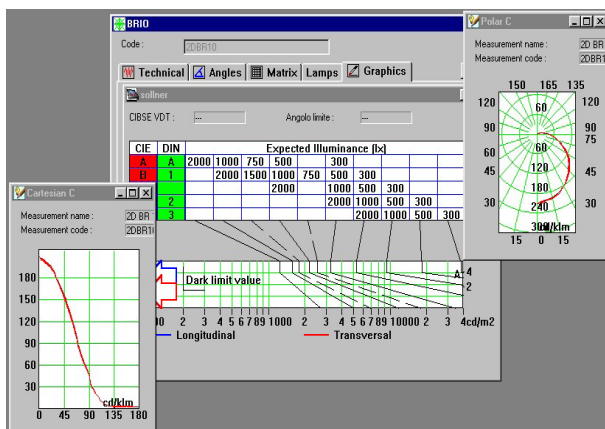 BRIO
Code :
2DBR10
Technical Angles Matrix Lamps Graphics
sollner
CIBSE VDT : --- Angolo limite : ---
CIE DIN Expected Illuminance [lx]
A A 2000 1000 750 500 300
B 1 2000 1500 1000 750 500 300
2000 1000 500 300
2 2000 1000 500 300
3 2000 1000 500 300
A 4
2
Dark limit value
2 3 4 5 6 7 8 9 1000 2 3 4 5 6 7 8 9 10000 2 3 4cd/m2
Longitudinal Transversal
Polar C
Measurement name : 2D BR
Measurement code : 2DBR1
150 165 135
120 60 120
90 60 90
75
60 120
45 180 45
30 240 30
300 cd/klm
15 0 15
Cartesian C
Measurement name : 2D BR
Measurement code : 2DBR10
180
150
120
90
60
30
cd/klm
0 45 90 135 180